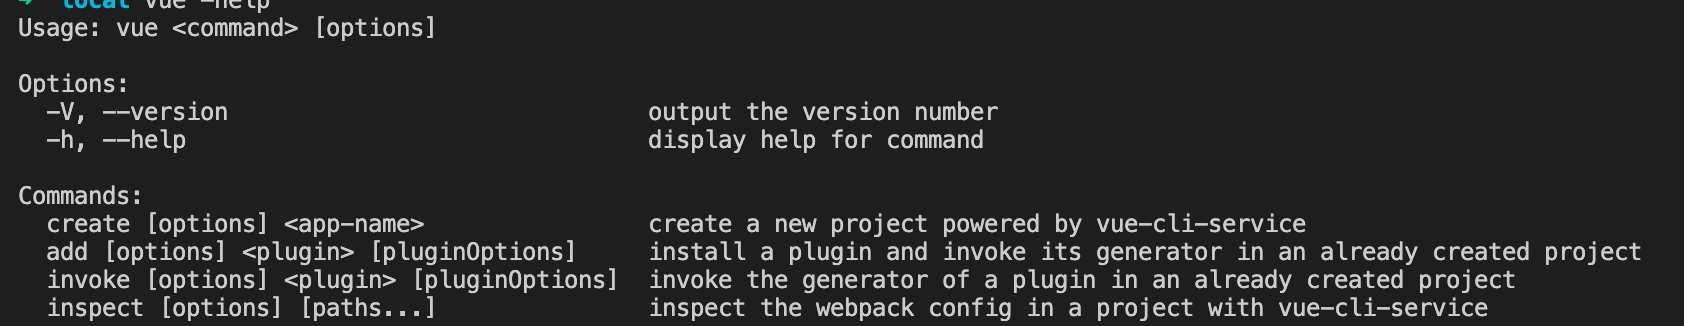 ➜ local vue -help
Usage: vue <command> [options]
Options:
-V, --version output the version number
-h, --help display help for command
Commands:
create [options] <app-name> create a new project powered by vue-cli-service
add [options] <plugin> [pluginOptions] install a plugin and invoke its generator in an already created project
invoke [options] <plugin> [pluginOptions] invoke the generator of a plugin in an already created project
inspect [options] [paths...] inspect the webpack config in a project with vue-cli-service